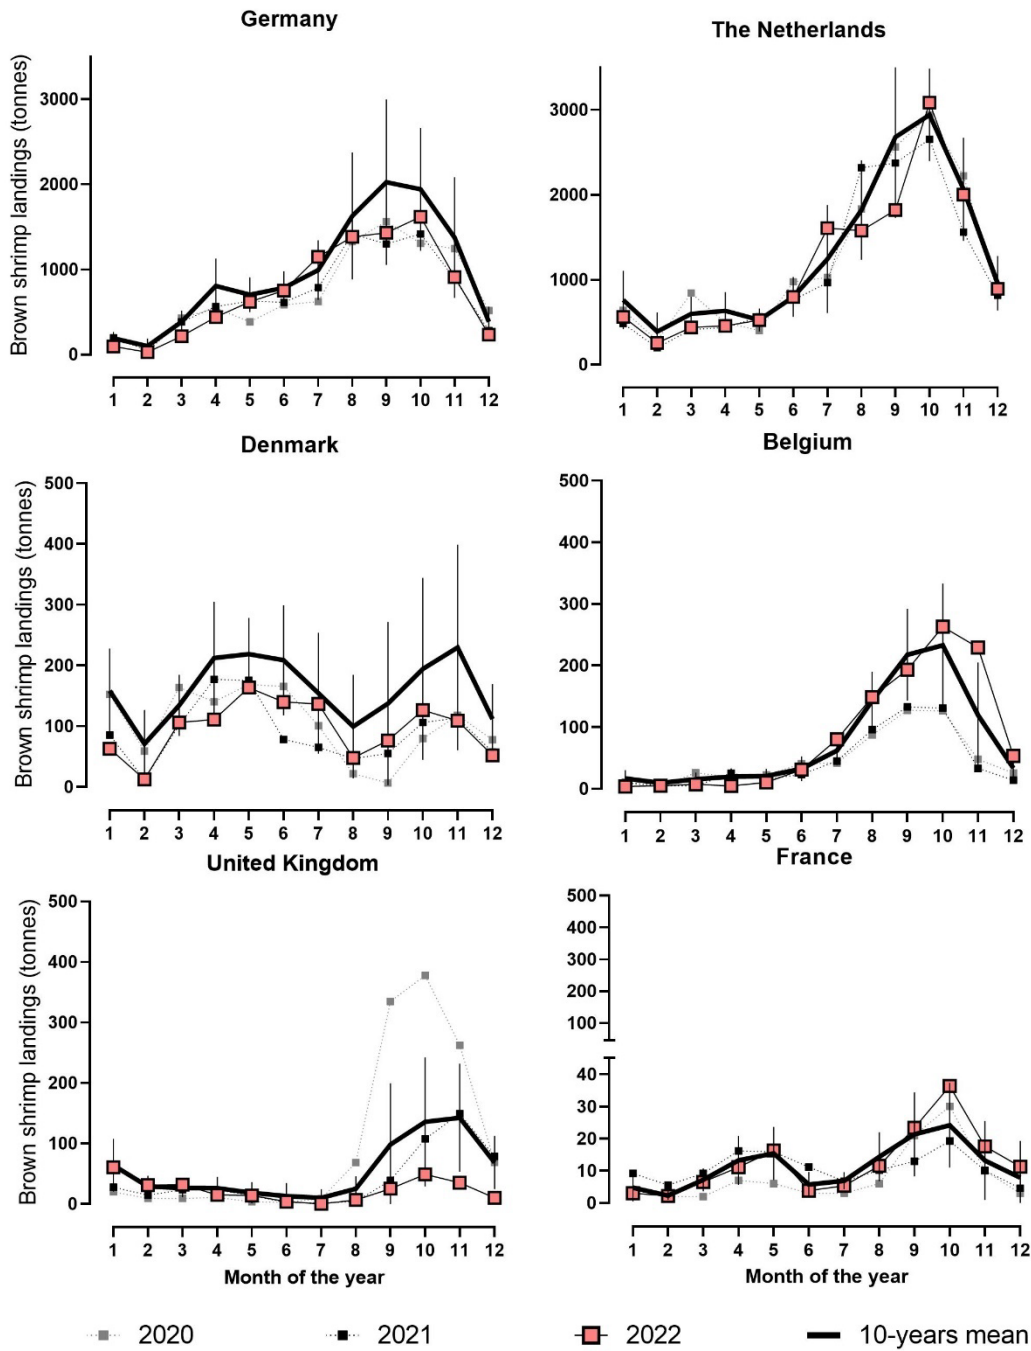 Germany
Brown shrimp landings (tonnes)
3000
2000
1000
0
1 2 3 4 5 6 7 8 9 10 11 12
The Netherlands
3000
2000
1000
0
1 2 3 4 5 6 7 8 9 10 11 12
Denmark
Brown shrimp landings (tonnes)
500
400
300
200
100
0
1 2 3 4 5 6 7 8 9 10 11 12
Belgium
500
400
300
200
100
0
1 2 3 4 5 6 7 8 9 10 11 12
United Kingdom
Brown shrimp landings (tonnes)
500
400
300
200
100
0
1 2 3 4 5 6 7 8 9 10 11 12
Month of the year
France
500
400
300
200
100
40
30
20
10
0
1 2 3 4 5 6 7 8 9 10 11 12
Month of the year
2020 2021 2022 10-years mean